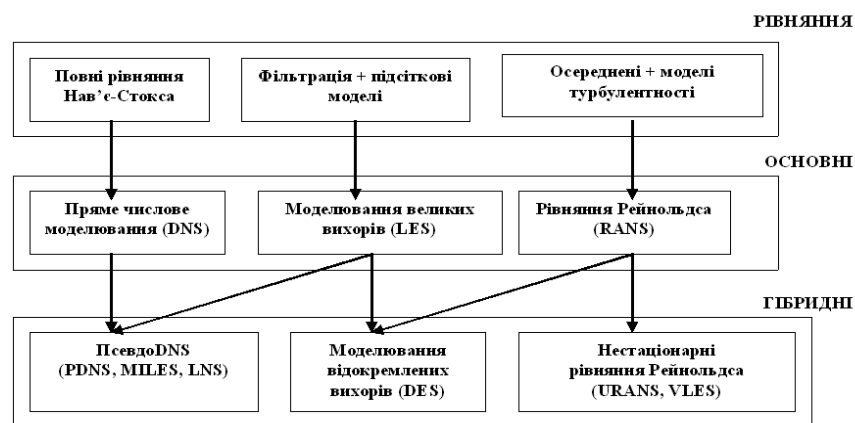 РІВНЯННЯ
Повні рівняння
Нав’є-Стокса
Фільтрація + підсіткові
моделі
Осереднені + моделі
турбулентності
ОСНОВНІ
Пряме числове
моделювання (DNS)
Моделювання великих
вихорів (LES)
Рівняння Рейнольдса
(RANS)
ГІБРИДНІ
ПсевдоDNS
(PDNS, MILES, LNS)
Моделювання
відокремлених
вихорів (DES)
Нестаціонарні
рівняння Рейнольдса
(URANS, VLES)